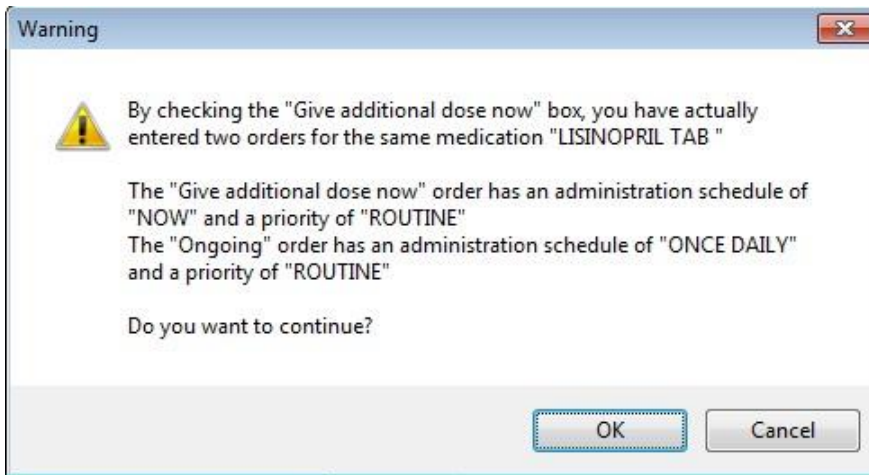 Warning
By checking the "Give additional dose now" box, you have actually
entered two orders for the same medication "LISINOPRIL TAB "
The "Give additional dose now" order has an administration schedule of
"NOW" and a priority of "ROUTINE"
The "Ongoing" order has an administration schedule of "ONCE DAILY"
and a priority of "ROUTINE"
Do you want to continue?
OK
Cancel